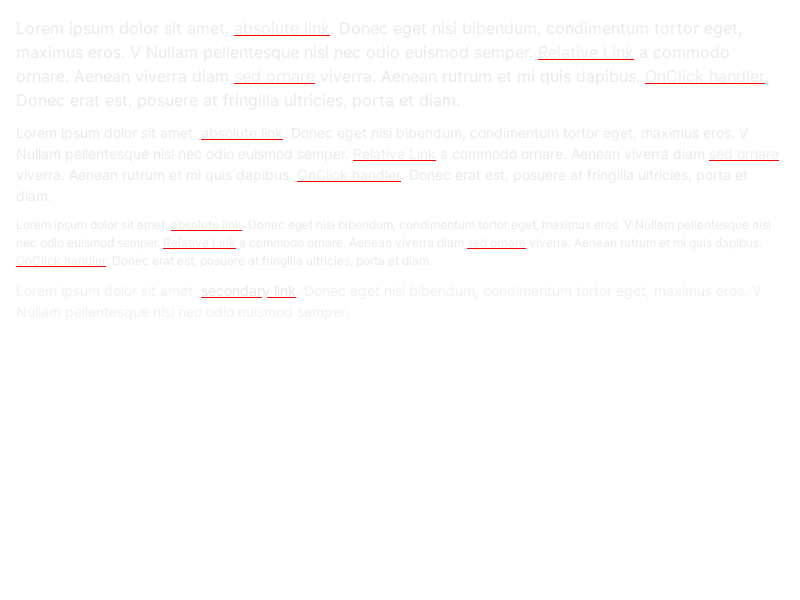 Lorem ipsum dolor sit amet, absolute link. Donec eget nisi bibendum, condimentum tortor eget,
maximus eros. V Nullam pellentesque nisl nec odio euismod semper. Relative Link a commodo
ornare. Aenean viverra diam sed ornare viverra. Aenean rutrum et mi quis dapibus. OnClick handler.
Donec erat est, posuere at fringilla ultricies, porta et diam.
Lorem ipsum dolor sit amet, absolute link. Donec eget nisi bibendum, condimentum tortor eget, maximus eros. V
Nullam pellentesque nisl nec odio euismod semper. Relative Link a commodo ornare. Aenean viverra diam sed ornare
viverra. Aenean rutrum et mi quis dapibus. OnClick handler. Donec erat est, posuere at fringilla ultricies, porta et
diam.
Lorem ipsum dolor sit amet, absolute link. Donec eget nisi bibendum, condimentum tortor eget, maximus eros. V Nullam pellentesque nisl
nec odio euismod semper. Relative Link a commodo ornare. Aenean viverra diam sed ornare viverra. Aenean rutrum et mi quis dapibus.
OnClick handler. Donec erat est, posuere at fringilla ultricies, porta et diam.
Lorem ipsum dolor sit amet, secondary link. Donec eget nisi bibendum, condimentum tortor eget, maximus eros. V
Nullam pellentesque nisl nec odio euismod semper.